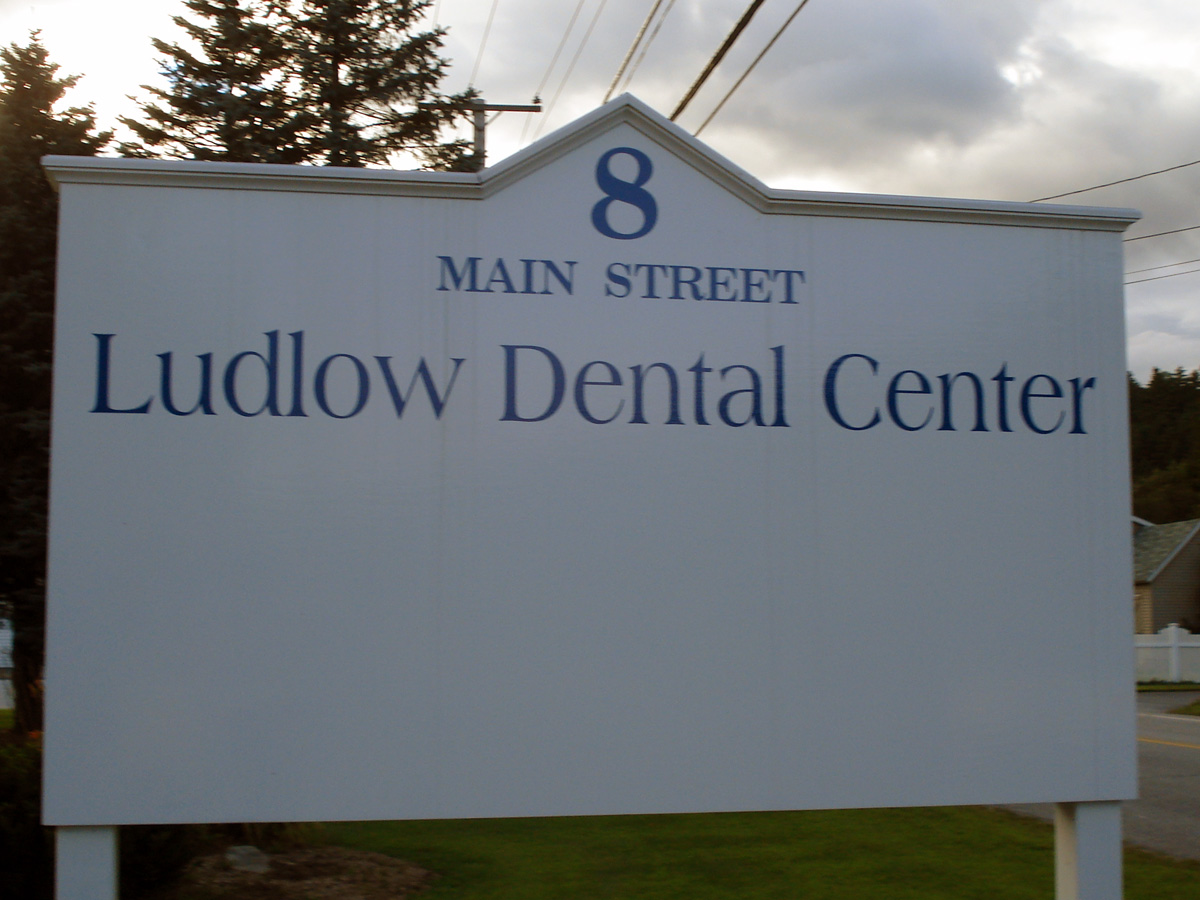 8
MAIN STREET
Ludlow Dental Center